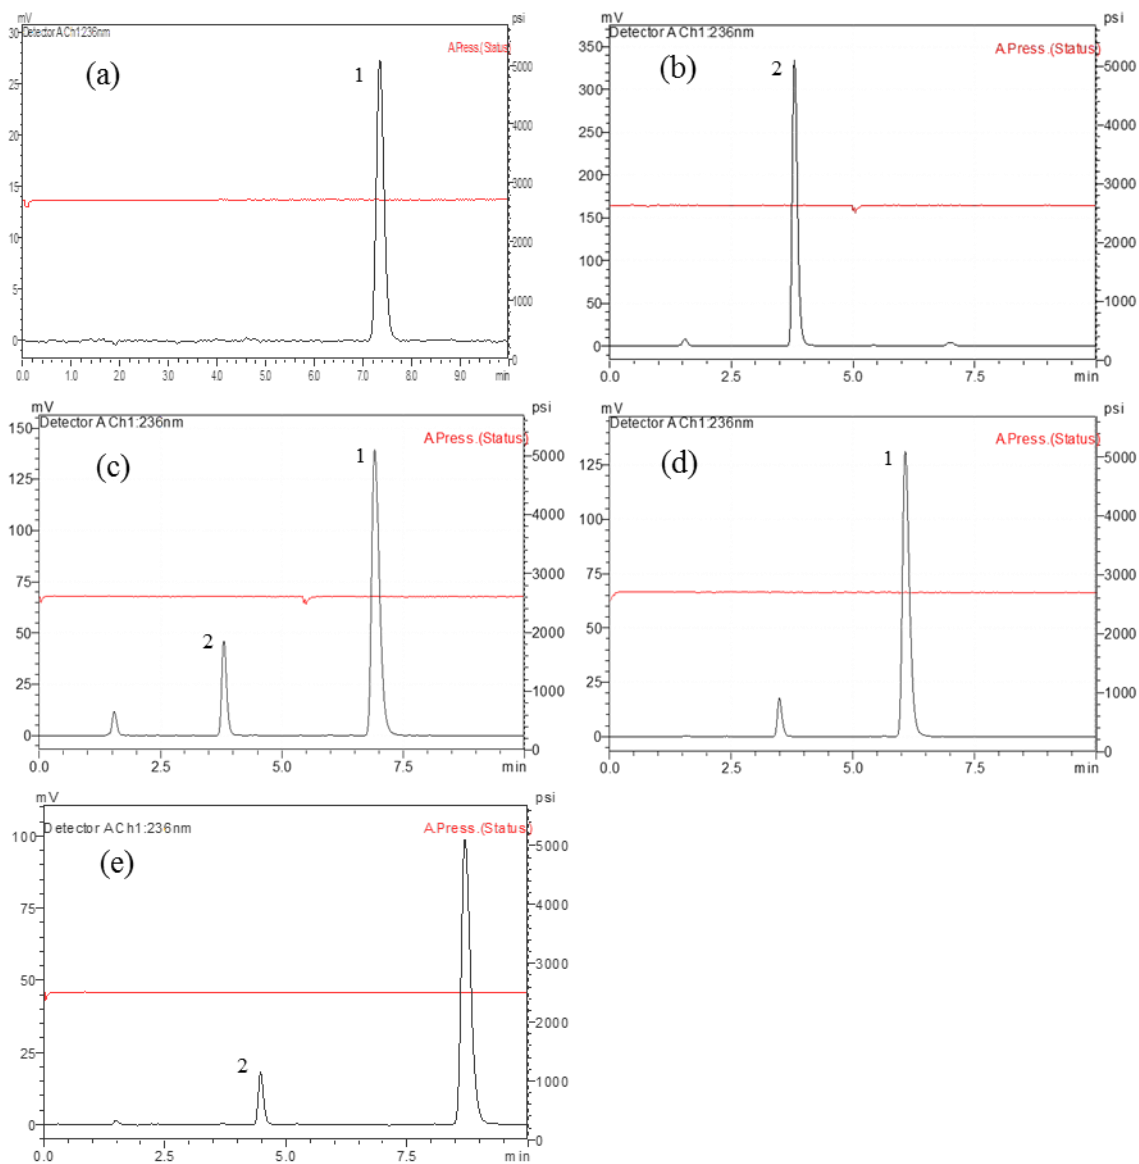 mV psi
Detector A Ch1:236nm
A.Press.(Status)
(a)
1
30
25
20
15
10
5
0
5000
4000
3000
2000
1000
0
0.0 1.0 2.0 3.0 4.0 5.0 6.0 7.0 8.0 9.0 min
mV psi
Detector A Ch1:236nm
A.Press.(Status)
(b)
2
350
300
250
200
150
100
50
0
5000
4000
3000
2000
1000
0
0.0 2.5 5.0 7.5 min
mV psi
Detector A Ch1:236nm
A.Press.(Status)
(c)
1
2
150
125
100
75
50
25
0
5000
4000
3000
2000
1000
0
0.0 2.5 5.0 7.5 min
mV psi
Detector A Ch1:236nm
A.Press.(Status)
(d)
1
125
100
75
50
25
0
5000
4000
3000
2000
1000
0
0.0 2.5 5.0 7.5 min
mV psi
Detector A Ch1:236nm
A.Press.(Status)
(e)
2
100
75
50
25
0
5000
4000
3000
2000
1000
0
0.0 2.5 5.0 7.5 min